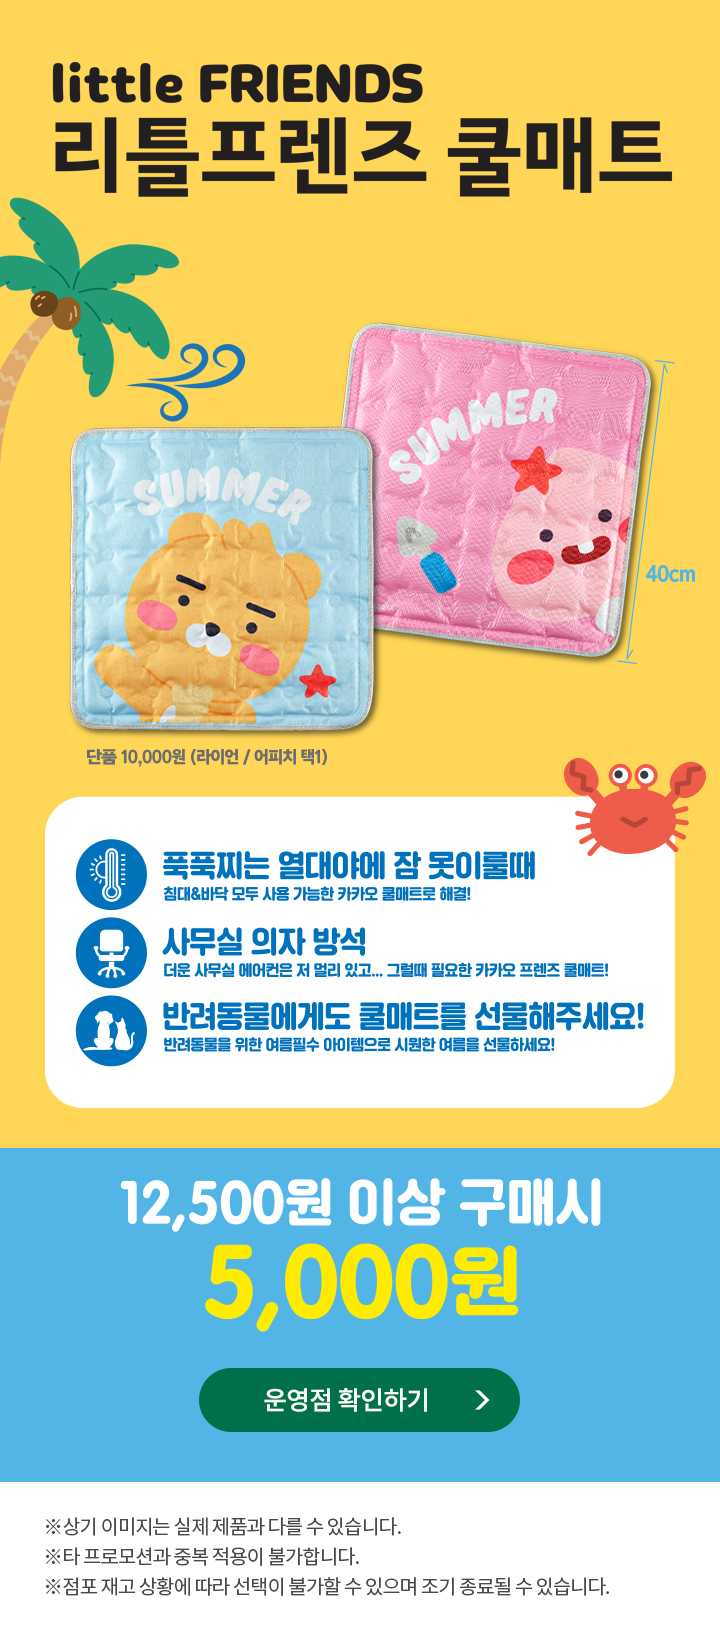 little FRIENDS
리틀프렌즈 쿨매트
SUMMER
SUMMER
40cm
단품 10,000원 (라이언 / 어피치 택1)
푹푹찌는 열대야에 잠 못이룰때
침대&바닥 모두 사용 가능한 카카오 쿨매트로 해결!
사무실 의자 방석
더운 사무실 에어컨은 저 멀리 있고... 그럴때 필요한 카카오 프렌즈 쿨매트!
반려동물에게도 쿨매트를 선물해주세요!
반려동물을 위한 여름필수 아이템으로 시원한 여름을 선물하세요!
12,500원 이상 구매시
5,000원
운영점 확인하기
※상기 이미지는 실제 제품과 다를 수 있습니다.
※타 프로모션과 중복 적용이 불가합니다.
※점포 재고 상황에 따라 선택이 불가할 수 있으며 조기 종료될 수 있습니다.